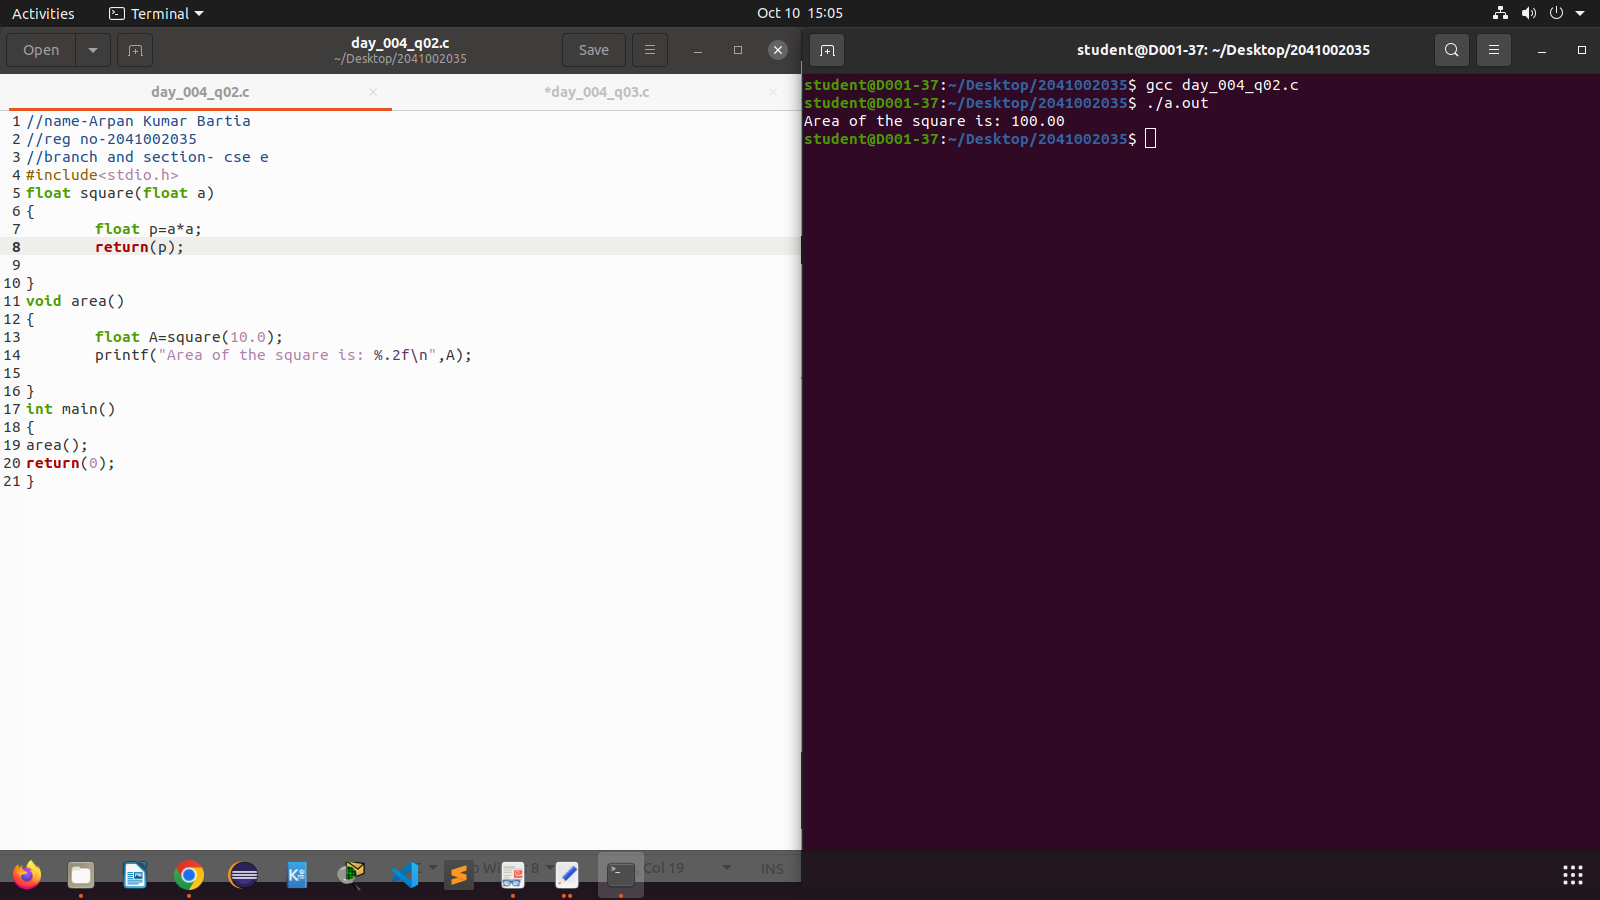 Activities
Terminal
Oct 10 15:05
Open
day_004_q02.c
~/Desktop/2041002035
Save
student@D001-37: ~/Desktop/2041002035
day_004_q02.c
*day_004_q03.c
1 //name-Arpan Kumar Bartia
2 //reg no-2041002035
3 //branch and section- cse e
4 #include<stdio.h>
5 float square(float a)
6 {
7 float p=a*a;
8 return(p);
9
10 }
11 void area()
12 {
13 float A=square(10.0);
14 printf("Area of the square is: %.2f\n",A);
15
16 }
17 int main()
18 {
19 area();
20 return(0);
21 }
student@D001-37:~/Desktop/2041002035$ gcc day_004_q02.c
student@D001-37:~/Desktop/2041002035$ ./a.out
Area of the square is: 100.00
student@D001-37:~/Desktop/2041002035$
8
, Col 19
INS